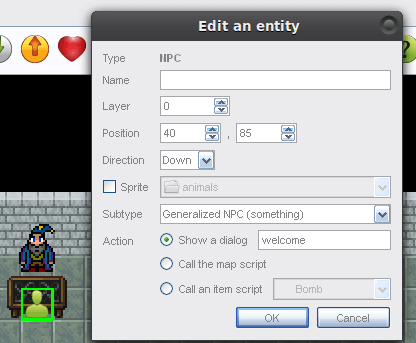 Edit an entity
Type NPC
Name
Layer 0
Position 40 , 85
Direction Down
Sprite animals
Subtype Generalized NPC (something)
Action Show a dialog welcome
Call the map script
Call an item script Bomb
OK Cancel